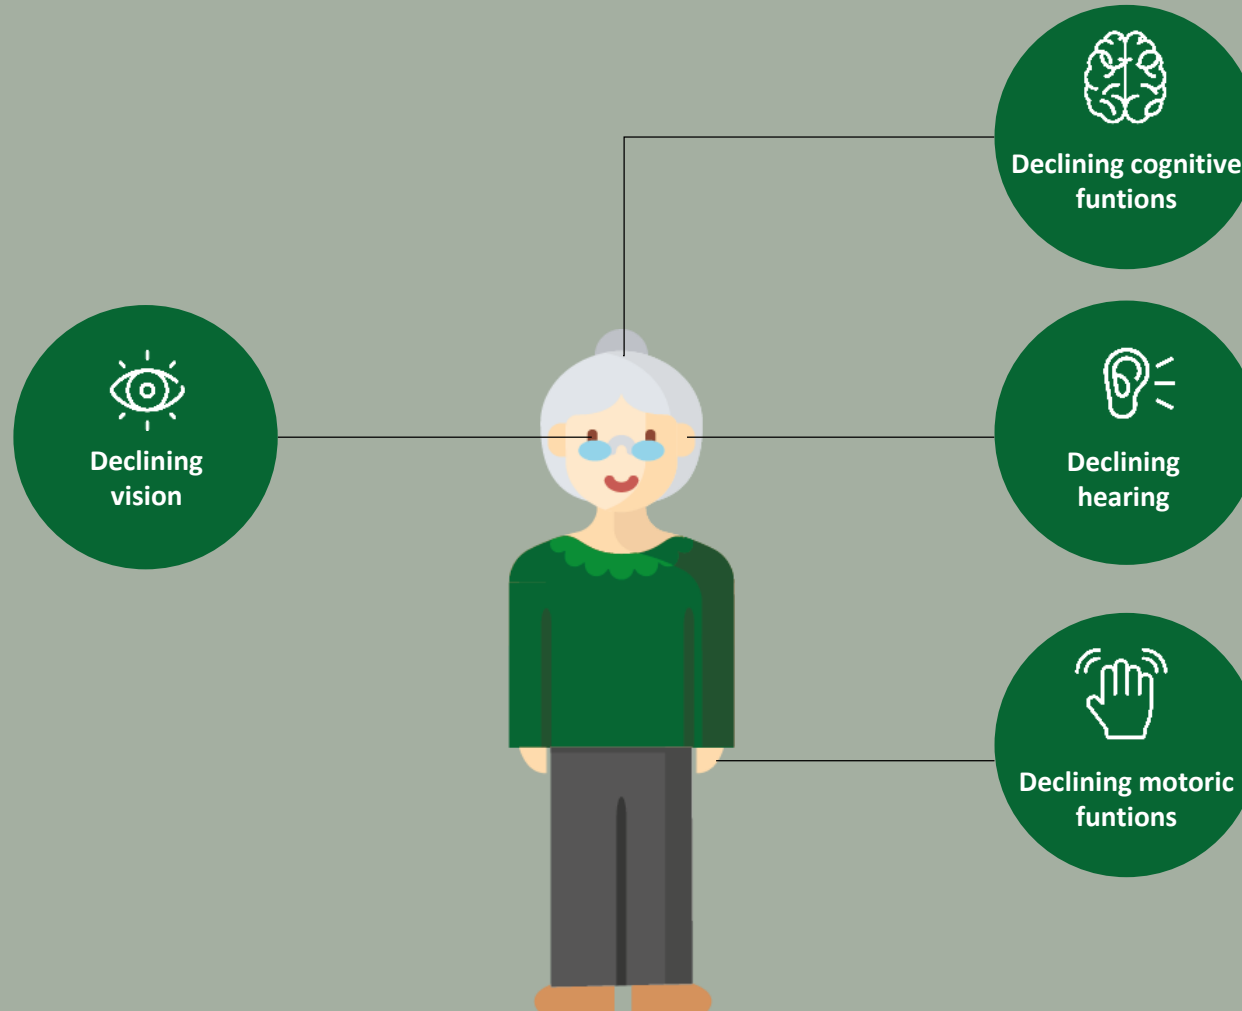 Declining cognitive
funtions
Declining
vision
Declining
hearing
Declining motoric
funtions